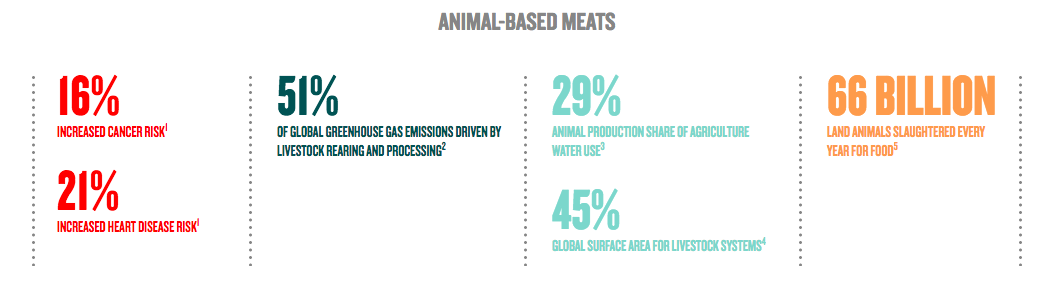 ANIMAL-BASED MEATS
16%
INCREASED CANCER RISK1
21%
INCREASED HEART DISEASE RISK1
51%
OF GLOBAL GREENHOUSE GAS EMISSIONS DRIVEN BY
LIVESTOCK REARING AND PROCESSING2
29%
ANIMAL PRODUCTION SHARE OF AGRICULTURE
WATER USE3
45%
GLOBAL SURFACE AREA FOR LIVESTOCK SYSTEMS4
66 BILLION
LAND ANIMALS SLAUGHTERED EVERY
YEAR FOR FOOD5